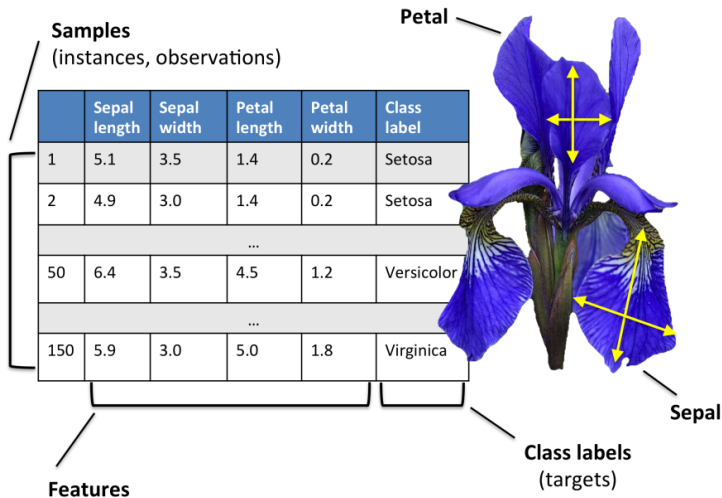 Samples
(instances, observations)
Petal
Sepal length Sepal width Petal length Petal width Class label
1 5.1 3.5 1.4 0.2 Setosa
2 4.9 3.0 1.4 0.2 Setosa
...
50 6.4 3.5 4.5 1.2 Versicolor
...
150 5.9 3.0 5.0 1.8 Virginica
Sepal
Class labels
(targets)
Features